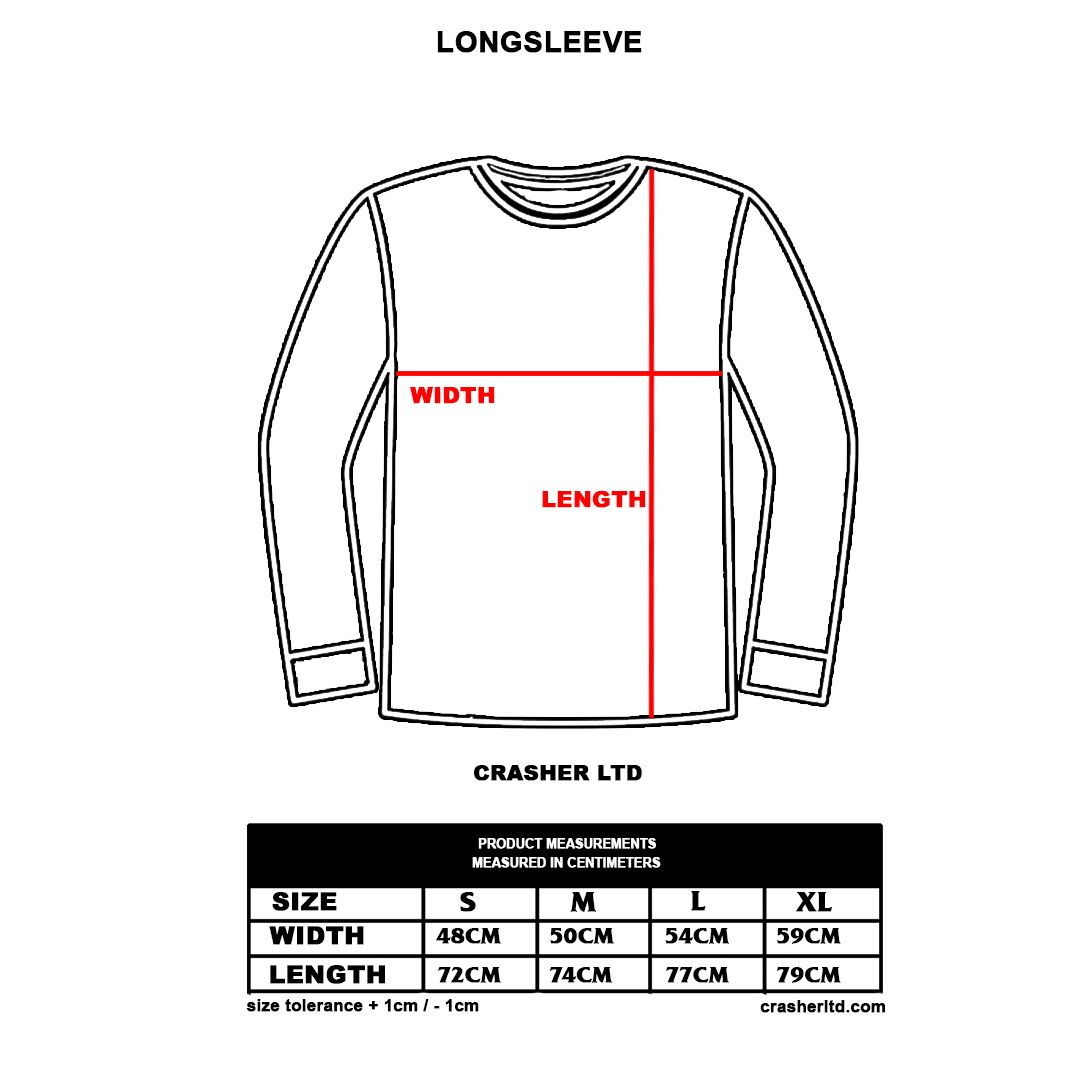 LONGSLEEVE
WIDTH
LENGTH
CRASHER LTD
PRODUCT MEASUREMENTS
MEASURED IN CENTIMETERS
SIZE S M L XL
WIDTH 48CM 50CM 54CM 59CM
LENGTH 72CM 74CM 77CM 79CM
size tolerance + 1cm / - 1cm crasherltd.com